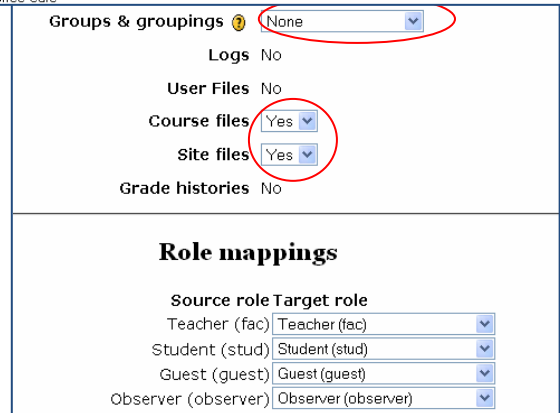 Groups & groupings None
Logs No
User Files No
Course files Yes
Site files Yes
Grade histories No
Role mappings
Source role Target role
Teacher (fac) Teacher (fac)
Student (stud) Student (stud)
Guest (guest) Guest (guest)
Observer (observer) Observer (observer)